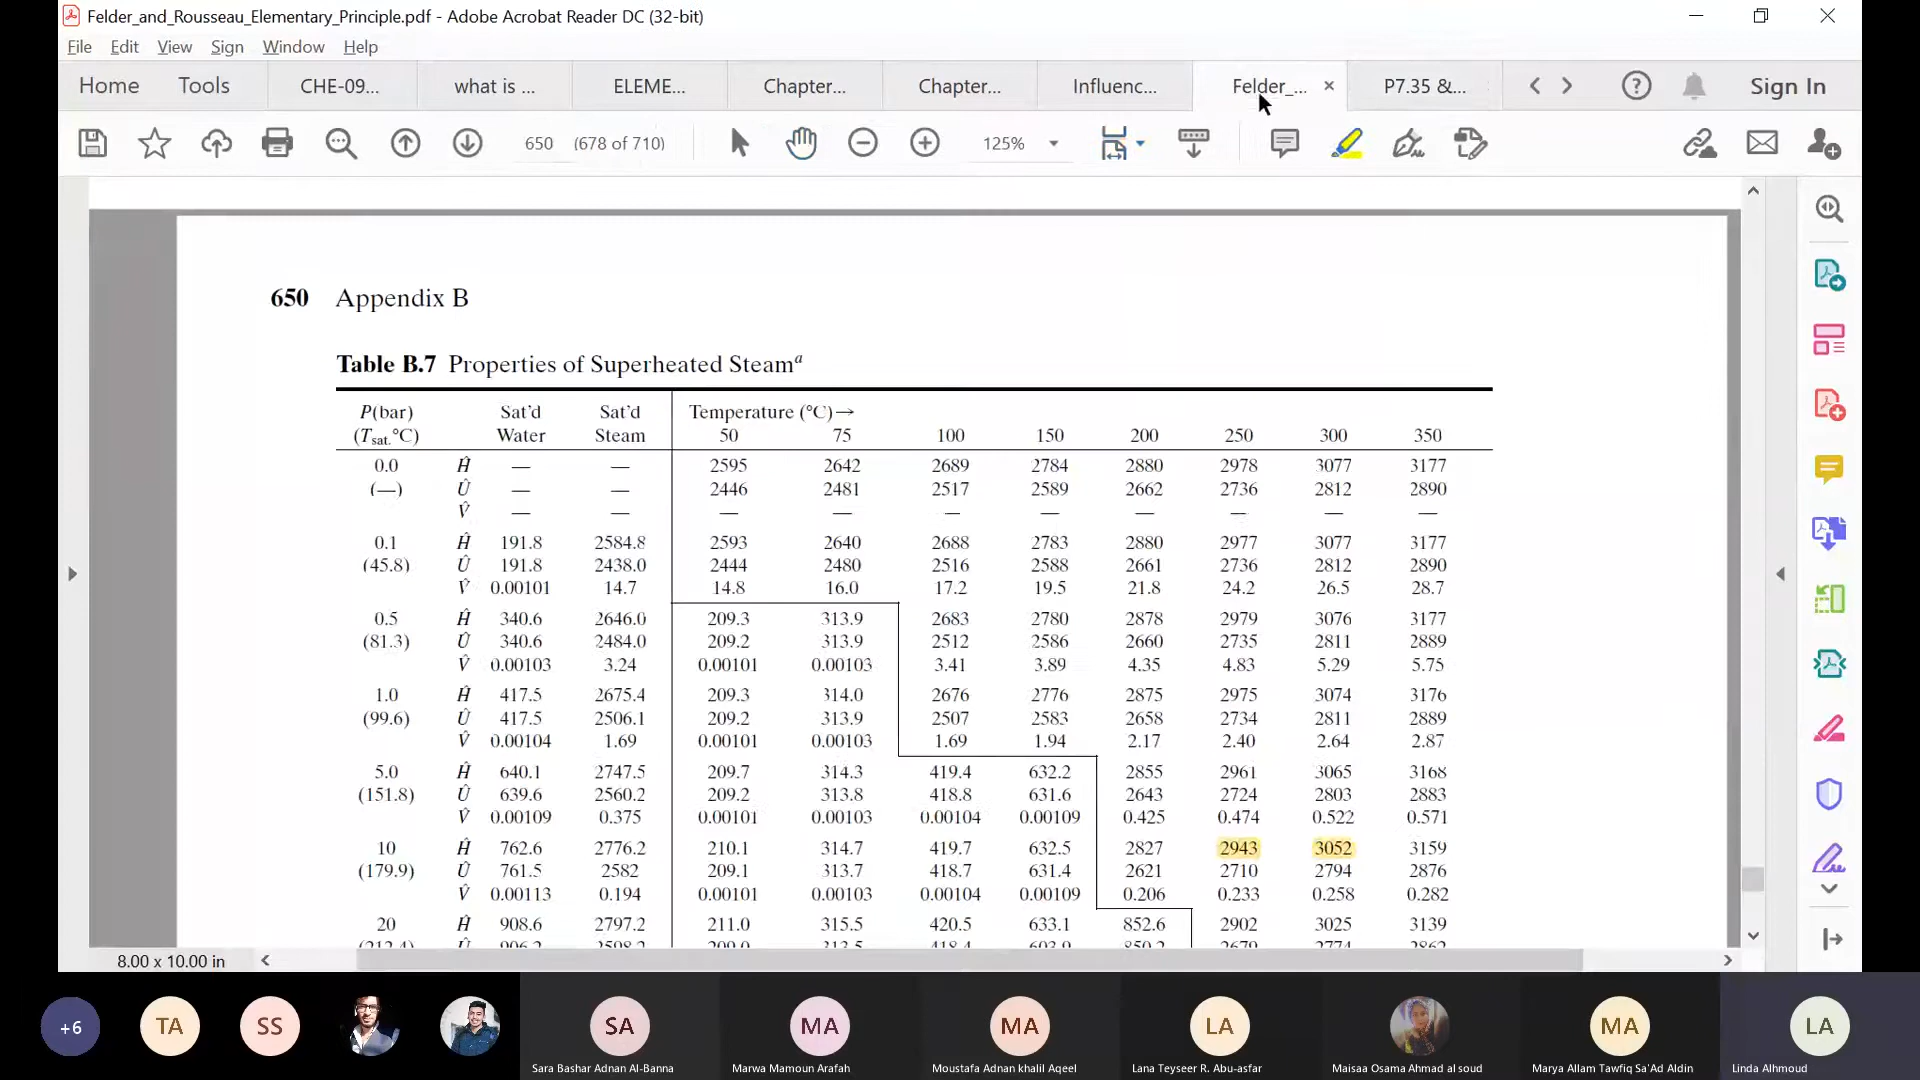 Felder_and_Rousseau_Elementary_Principle.pdf - Adobe Acrobat Reader DC (32-bit)
File Edit View Sign Window Help
Home Tools CHE-09... what is ... ELEME... Chapter... Chapter... Influenc... Felder_... × P7.35 &... Sign In
650 (678 of 710) 125%
650 Appendix B
Table B.7 Properties of Superheated Steamᵃ
P(bar) Sat'd Sat'd Temperature (°C)→
(Tsat.°C) Water Steam 50 75 100 150 200 250 300 350
0.0 Ĥ — — 2595 2642 2689 2784 2880 2978 3077 3177
(—) Û — — 2446 2481 2517 2589 2662 2736 2812 2890
V̂ — — — — — — — — — —
0.1 Ĥ 191.8 2584.8 2593 2640 2688 2783 2880 2977 3077 3177
(45.8) Û 191.8 2438.0 2444 2480 2516 2588 2661 2736 2812 2890
V̂ 0.00101 14.7 14.8 16.0 17.2 19.5 21.8 24.2 26.5 28.7
0.5 Ĥ 340.6 2646.0 209.3 313.9 2683 2780 2878 2979 3076 3177
(81.3) Û 340.6 2484.0 209.2 313.9 2512 2586 2660 2735 2811 2889
V̂ 0.00103 3.24 0.00101 0.00103 3.41 3.89 4.35 4.83 5.29 5.75
1.0 Ĥ 417.5 2675.4 209.3 314.0 2676 2776 2875 2975 3074 3176
(99.6) Û 417.5 2506.1 209.2 313.9 2507 2583 2658 2734 2811 2889
V̂ 0.00104 1.69 0.00101 0.00103 1.69 1.94 2.17 2.40 2.64 2.87
5.0 Ĥ 640.1 2747.5 209.7 314.3 419.4 632.2 2855 2961 3065 3168
(151.8) Û 639.6 2560.2 209.2 313.8 418.8 631.6 2643 2724 2803 2883
V̂ 0.00109 0.375 0.00101 0.00103 0.00104 0.00109 0.425 0.474 0.522 0.571
10 Ĥ 762.6 2776.2 210.1 314.7 419.7 632.5 2827 2943 3052 3159
(179.9) Û 761.5 2582 209.1 313.7 418.7 631.4 2621 2710 2794 2876
V̂ 0.00113 0.194 0.00101 0.00103 0.00104 0.00109 0.206 0.233 0.258 0.282
20 Ĥ 908.6 2797.2 211.0 315.5 420.5 633.1 852.6 2902 3025 3139
8.00 x 10.00 in
+6 TA SS SA MA MA LA MA LA
Sara Bashar Adnan Al-Banna Marwa Mamoun Arafah Moustafa Adnan khalil Aqeel Lana Teyseer R. Abu-asfar Maisaa Osama Ahmad al soud Marya Allam Tawfiq Sa'Ad Aldin Linda Alhmoud